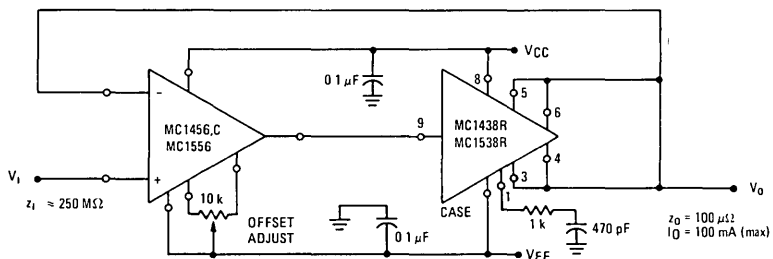 VCC
0 1 μF
8
5
6
-
MC1456,C
MC1556
9
MC1438R
MC1538R
4
3
VI
+
zI ≈ 250 MΩ
10 k
OFFSET
ADJUST
0 1 μF
CASE
1
1 k
470 pF
VO
zO = 100 μΩ
IO = 100 mA (max)
VEE